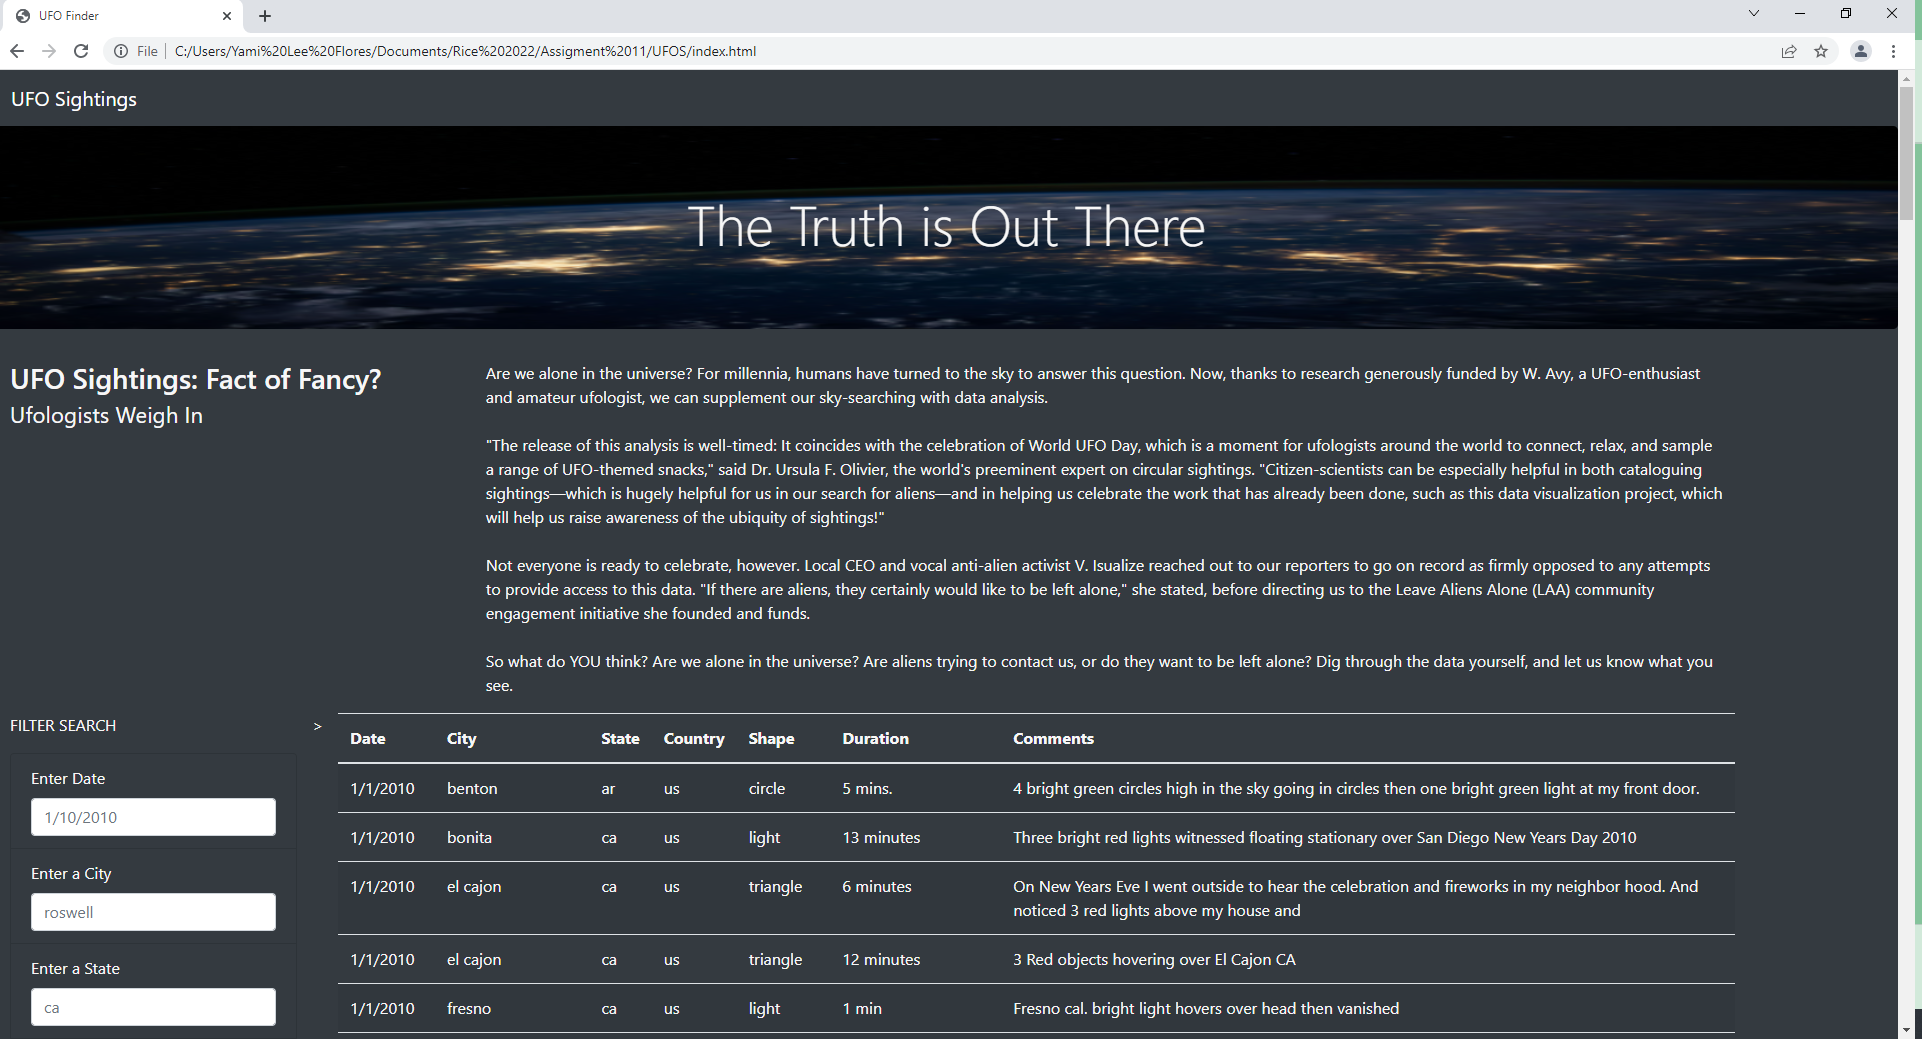 UFO Finder
File
C:/Users/Yami%20Lee%20Flores/Documents/Rice%202022/Assigment%2011/UFOS/index.html
UFO Sightings
The Truth is Out There
UFO Sightings: Fact of Fancy?
Ufologists Weigh In
Are we alone in the universe? For millennia, humans have turned to the sky to answer this question. Now, thanks to research generously funded by W. Avy, a UFO-enthusiast
and amateur ufologist, we can supplement our sky-searching with data analysis.
"The release of this analysis is well-timed: It coincides with the celebration of World UFO Day, which is a moment for ufologists around the world to connect, relax, and sample
a range of UFO-themed snacks," said Dr. Ursula F. Olivier, the world's preeminent expert on circular sightings. "Citizen-scientists can be especially helpful in both cataloguing
sightings—which is hugely helpful for us in our search for aliens—and in helping us celebrate the work that has already been done, such as this data visualization project, which
will help us raise awareness of the ubiquity of sightings!"
Not everyone is ready to celebrate, however. Local CEO and vocal anti-alien activist V. Isualize reached out to our reporters to go on record as firmly opposed to any attempts
to provide access to this data. "If there are aliens, they certainly would like to be left alone," she stated, before directing us to the Leave Aliens Alone (LAA) community
engagement initiative she founded and funds.
So what do YOU think? Are we alone in the universe? Are aliens trying to contact us, or do they want to be left alone? Dig through the data yourself, and let us know what you
see.
FILTER SEARCH >
Enter Date
1/10/2010
Enter a City
roswell
Enter a State
ca
Date City State Country Shape Duration Comments
1/1/2010 benton ar us circle 5 mins. 4 bright green circles high in the sky going in circles then one bright green light at my front door.
1/1/2010 bonita ca us light 13 minutes Three bright red lights witnessed floating stationary over San Diego New Years Day 2010
1/1/2010 el cajon ca us triangle 6 minutes On New Years Eve I went outside to hear the celebration and fireworks in my neighbor hood. And
noticed 3 red lights above my house and
1/1/2010 el cajon ca us triangle 12 minutes 3 Red objects hovering over El Cajon CA
1/1/2010 fresno ca us light 1 min Fresno cal. bright light hovers over head then vanished